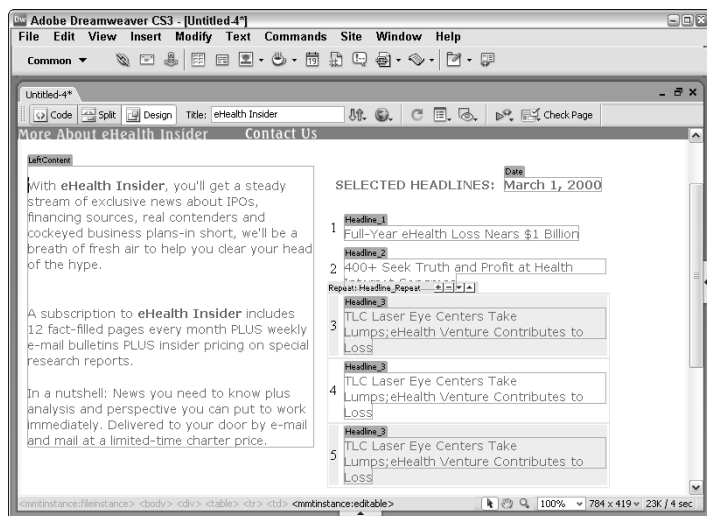 Dw Adobe Dreamweaver CS3 - [Untitled-4*]
File Edit View Insert Modify Text Commands Site Window Help
Common
19
Untitled-4*
Code Split Design Title: eHealth Insider Check Page
More About eHealth Insider Contact Us
LeftContent
With eHealth Insider, you'll get a steady
stream of exclusive news about IPOs,
financing sources, real contenders and
cockeyed business plans-in short, we'll be a
breath of fresh air to help you clear your head
of the hype.
A subscription to eHealth Insider includes
12 fact-filled pages every month PLUS weekly
e-mail bulletins PLUS insider pricing on special
research reports.
In a nutshell: News you need to know plus
analysis and perspective you can put to work
immediately. Delivered to your door by e-mail
and mail at a limited-time charter price.
Date
SELECTED HEADLINES: March 1, 2000
Headline_1
1 Full-Year eHealth Loss Nears $1 Billion
Headline_2
2 400+ Seek Truth and Profit at Health
Repeat: Headline_Repeat
Headline_3
3 TLC Laser Eye Centers Take
Lumps;eHealth Venture Contributes to
Loss
Headline_3
4 TLC Laser Eye Centers Take
Lumps;eHealth Venture Contributes to
Loss
Headline_3
5 TLC Laser Eye Centers Take
Lumps;eHealth Venture Contributes to
Loss
<mmtinstance:fileinstance> <body> <div> <table> <tr> <td> <mmtinstance:editable> 100% 784 x 419 23K / 4 sec